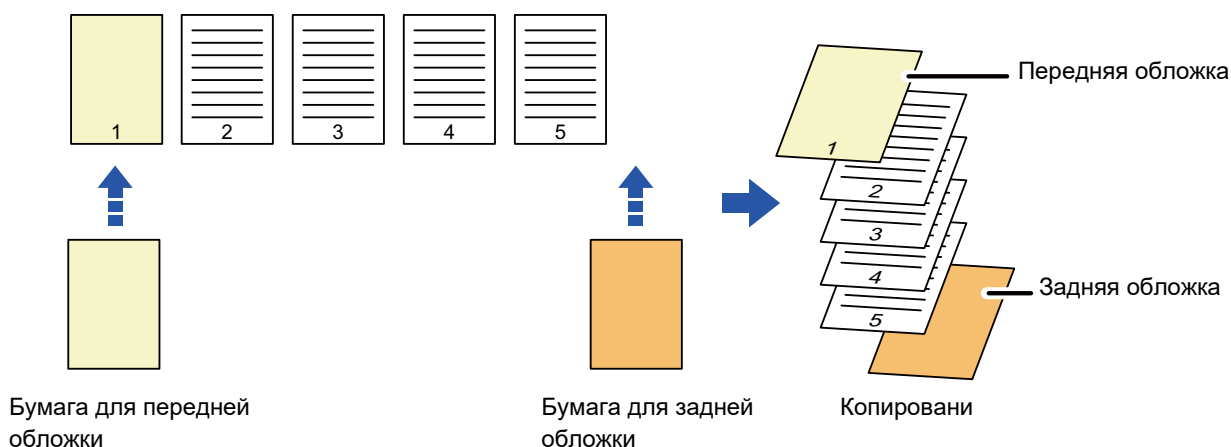 1
2
3
4
5
Передняя обложка
1
2
3
4
5
Задняя обложка
Бумага для передней
обложки
Бумага для задней
обложки
Копировани